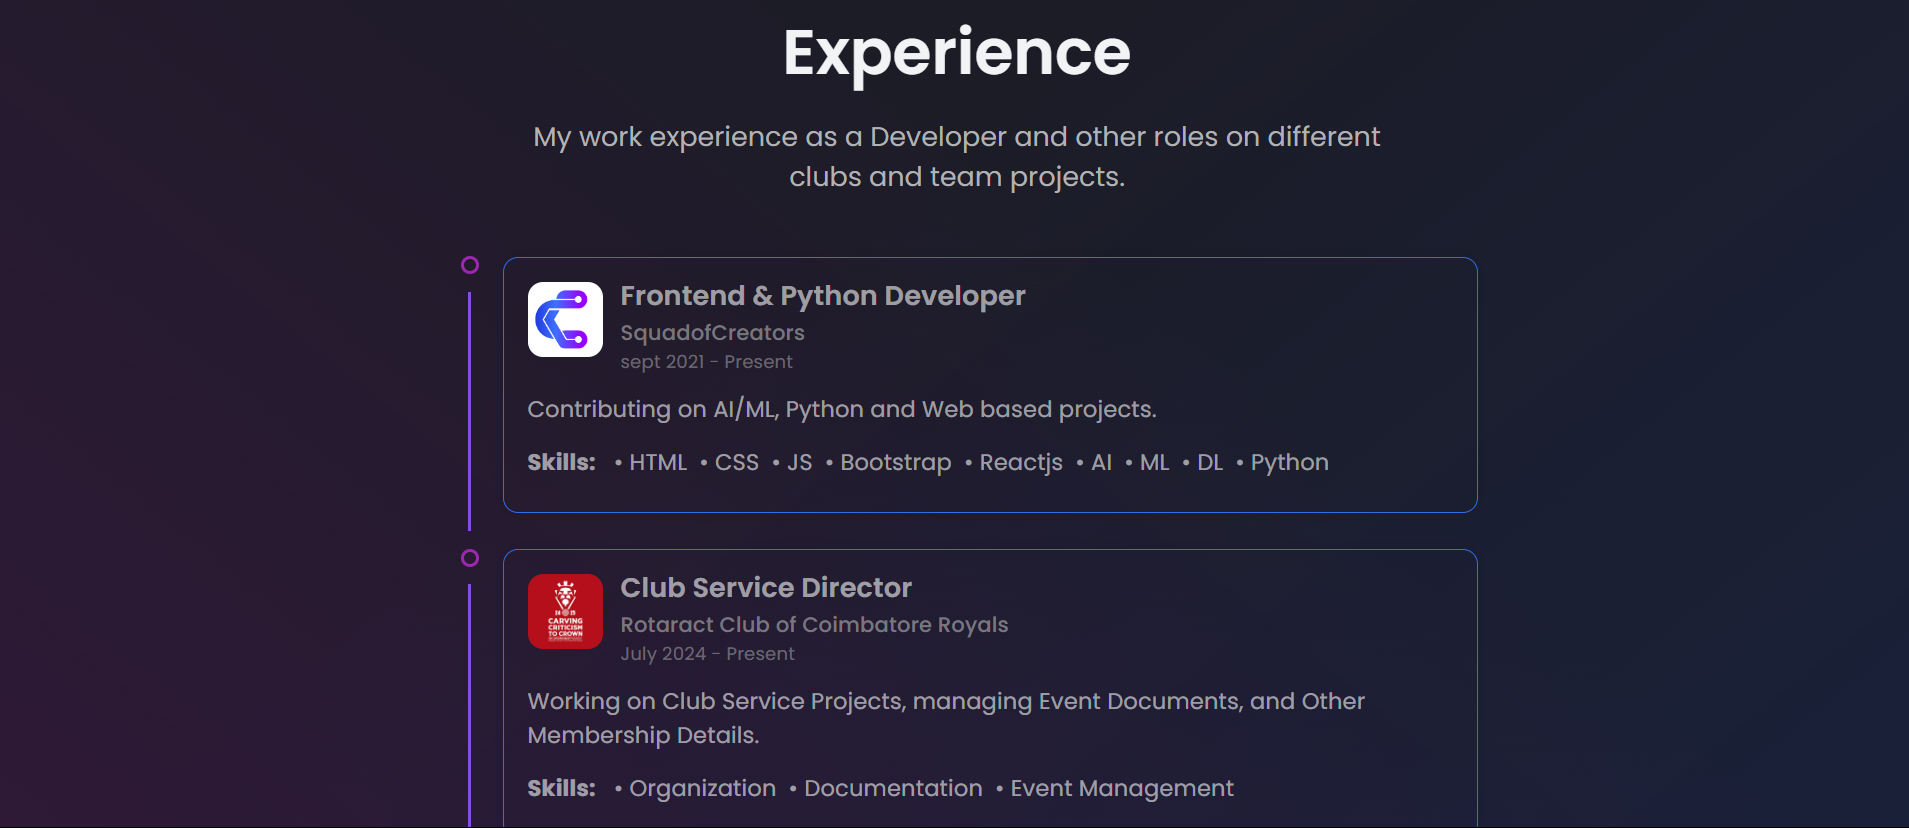 Experience
My work experience as a Developer and other roles on different
clubs and team projects.
Frontend & Python Developer
SquadofCreators
sept 2021 - Present
Contributing on AI/ML, Python and Web based projects.
Skills: • HTML • CSS • JS • Bootstrap • Reactjs • AI • ML • DL • Python
CARVING
CRITICISM
TO CROWN
Club Service Director
Rotaract Club of Coimbatore Royals
July 2024 - Present
Working on Club Service Projects, managing Event Documents, and Other
Membership Details.
Skills: • Organization • Documentation • Event Management